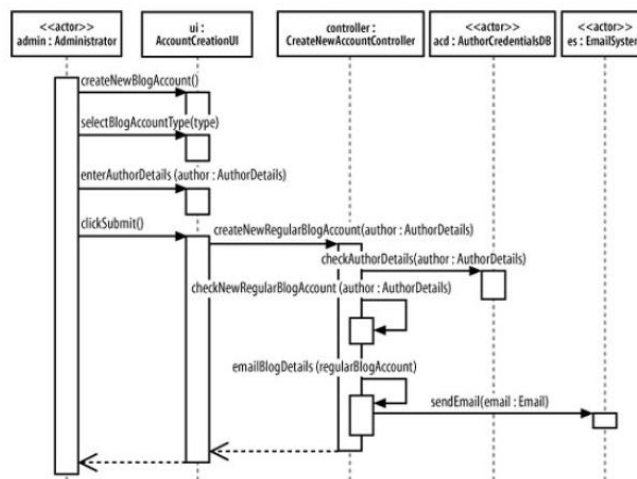 <<actor>>
admin : Administrator
ui :
AccountCreationUI
controller :
CreateNewAccountController
<<actor>>
acd : AuthorCredentialsDB
<<actor>>
es : EmailSystem
createNewBlogAccount()
selectBlogAccountType(type)
enterAuthorDetails (author : AuthorDetails)
clickSubmit()
createNewRegularBlogAccount(author : AuthorDetails)
checkAuthorDetails(author : AuthorDetails)
checkNewRegularBlogAccount (author : AuthorDetails)
emailBlogDetails (regularBlogAccount)
sendEmail(email : Email)